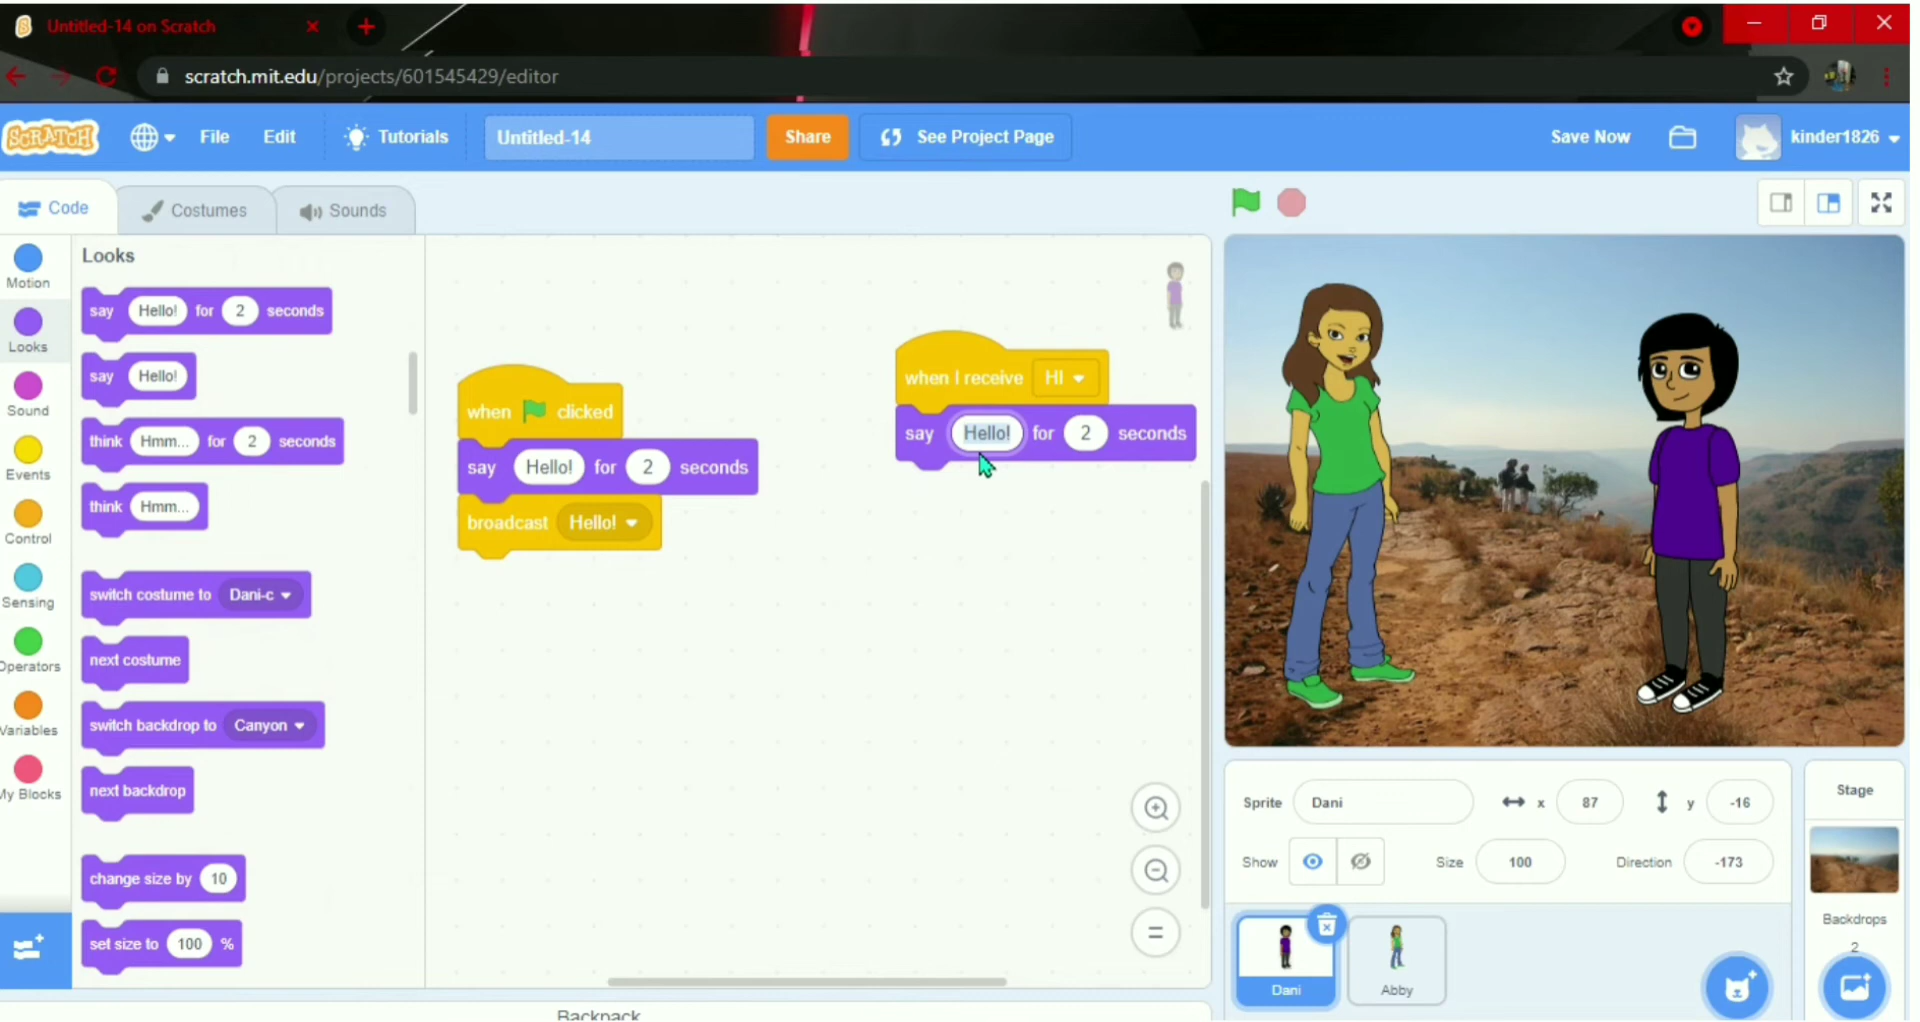 Untitled-14 on Scratch
scratch.mit.edu/projects/601545429/editor
SCRATCH File Edit Tutorials Untitled-14 Share See Project Page Save Now kinder1826
Code Costumes Sounds
Motion
Looks
Sound
Events
Control
Sensing
Operators
Variables
My Blocks
Looks
say Hello! for 2 seconds
say Hello!
think Hmm... for 2 seconds
think Hmm...
switch costume to Dani-c
next costume
switch backdrop to Canyon
next backdrop
change size by 10
set size to 100 %
when clicked
say Hello! for 2 seconds
broadcast Hello!
when I receive HI
say Hello! for 2 seconds
Backpack
Sprite Dani x 87 y -16
Show Size 100 Direction -173
Dani
Abby
Stage
Backdrops
2